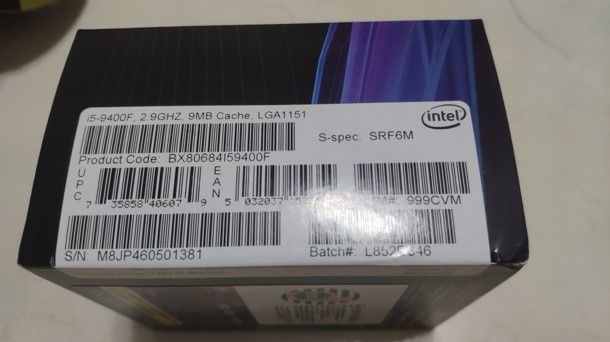 i5-9400F, 2.9GHZ, 9MB Cache, LGA1151
intel
S-spec: SRF6M
Product Code: BX80684I59400F
UPC
7 35858 40607 9
EAN
5 032037
999CVM
S/N: M8JP460501381
Batch#: